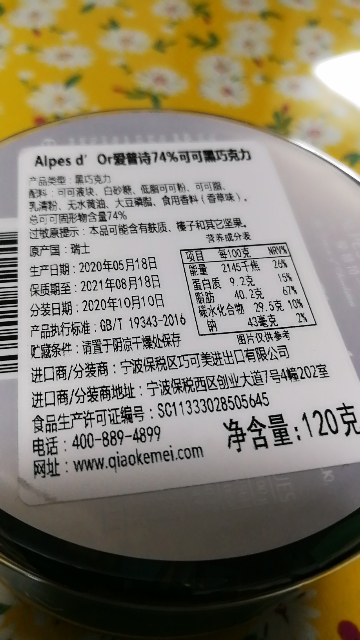 Alpes d' Or爱普诗74%可可黑巧克力
产品类型：黑巧克力
配料：可可液块、白砂糖、低脂可可粉、可可脂、
乳清粉、无水黄油、大豆磷脂、食用香料（香草味）。
总可可固形物含量74%
过敏原提示：本品可能含有麸质、榛子和其它坚果。
原产国：瑞士
生产日期：2020年05月18日
保质期至：2021年08月18日
分装日期：2020年10月10日
产品执行标准：GB/T 19343-2016
贮藏条件：请置于阴凉干燥处保存
营养成分表
项目 每100克 NRV%
能量 2145千焦 26%
蛋白质 9.2克 15%
脂肪 40.2克 67%
碳水化合物 29.5克 10%
钠 43毫克 2%
图片仅供参考
进口商/分装商：宁波保税区巧可美进出口有限公司
进口商/分装商地址：宁波保税西区创业大道7号4幢202室
食品生产许可证编号：SC11333028505645
电话：400-889-4899
网址：www.qiaokemei.com
净含量:120克